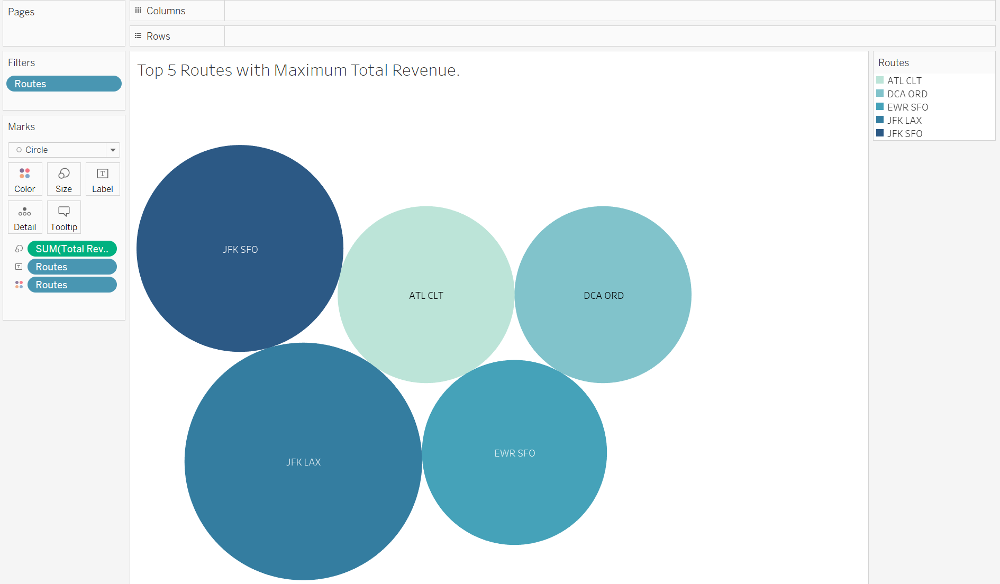 Pages
Columns
Rows
Filters
Routes
Marks
Circle
Color
Size
Label
Detail
Tooltip
SUM(Total Rev..
Routes
Routes
Top 5 Routes with Maximum Total Revenue.
JFK SFO
ATL CLT
DCA ORD
JFK LAX
EWR SFO
Routes
ATL CLT
DCA ORD
EWR SFO
JFK LAX
JFK SFO